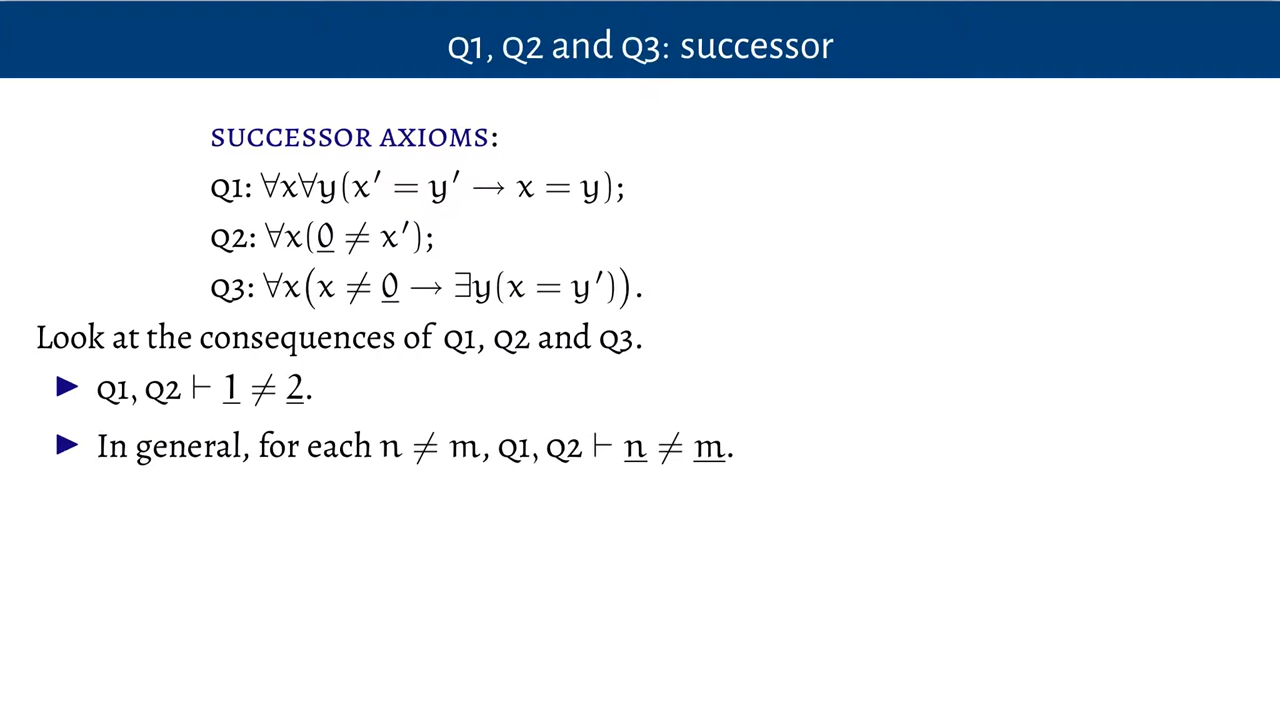 Q1, Q2 and Q3: successor
SUCCESSOR AXIOMS:
Q1: ∀x∀y(x′ = y′ → x = y);
Q2: ∀x(0̲ ≠ x′);
Q3: ∀x(x ≠ 0̲ → ∃y(x = y′)).
Look at the consequences of Q1, Q2 and Q3.
▶ Q1, Q2 ⊢ 1̲ ≠ 2̲.
▶ In general, for each n ≠ m, Q1, Q2 ⊢ n̲ ≠ m̲.